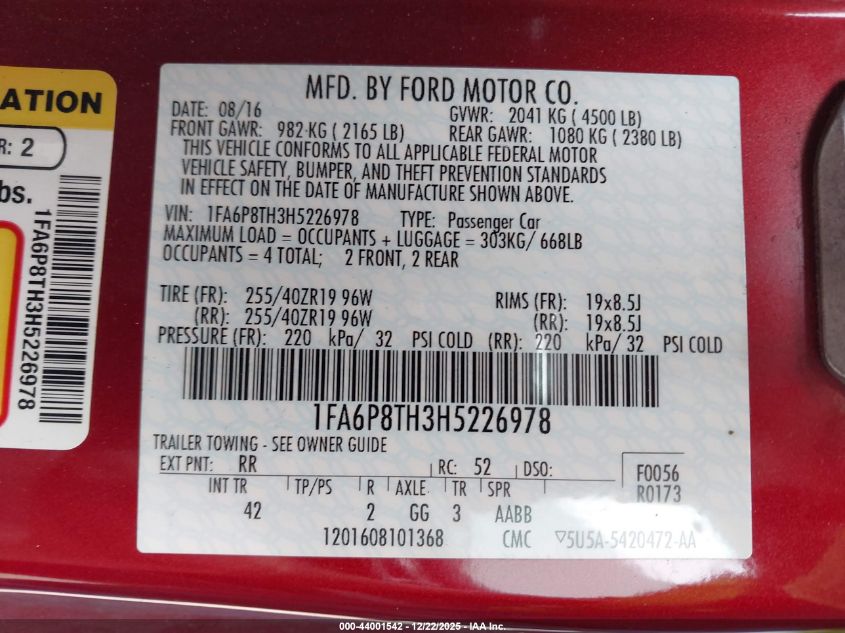 MFD. BY FORD MOTOR CO.
DATE: 08/16 GVWR: 2041 KG ( 4500 LB)
FRONT GAWR: 982 KG ( 2165 LB) REAR GAWR: 1080 KG ( 2380 LB)
THIS VEHICLE CONFORMS TO ALL APPLICABLE FEDERAL MOTOR
VEHICLE SAFETY, BUMPER, AND THEFT PREVENTION STANDARDS
IN EFFECT ON THE DATE OF MANUFACTURE SHOWN ABOVE.
VIN: 1FA6P8TH3H5226978 TYPE: Passenger Car
MAXIMUM LOAD = OCCUPANTS + LUGGAGE = 303KG/ 668LB
OCCUPANTS = 4 TOTAL; 2 FRONT, 2 REAR
TIRE (FR): 255/40ZR19 96W RIMS (FR): 19x8.5J
(RR): 255/40ZR19 96W (RR): 19x8.5J
PRESSURE (FR): 220 kPa/ 32 PSI COLD (RR): 220 kPa/ 32 PSI COLD
1FA6P8TH3H5226978
TRAILER TOWING - SEE OWNER GUIDE
EXT PNT: RR RC: 52 DSO: F0056
R0173
INT TR TP/PS R AXLE TR SPR
42 2 GG 3 AABB
1201608101368 CMC ▽5U5A-5420472-AA
ATION
R: 2
bs.
1FA6P8TH3H5226978
000-44001542 - 12/22/2025 - IAA Inc.